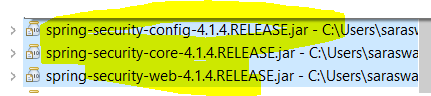 spring-security-config-4.1.4.RELEASE.jar - C:\Users\sarasv
spring-security-core-4.1.4.RELEASE.jar - C:\Users\saraswa
spring-security-web-4.1.4.RELEASE.jar - C:\Users\saraswa